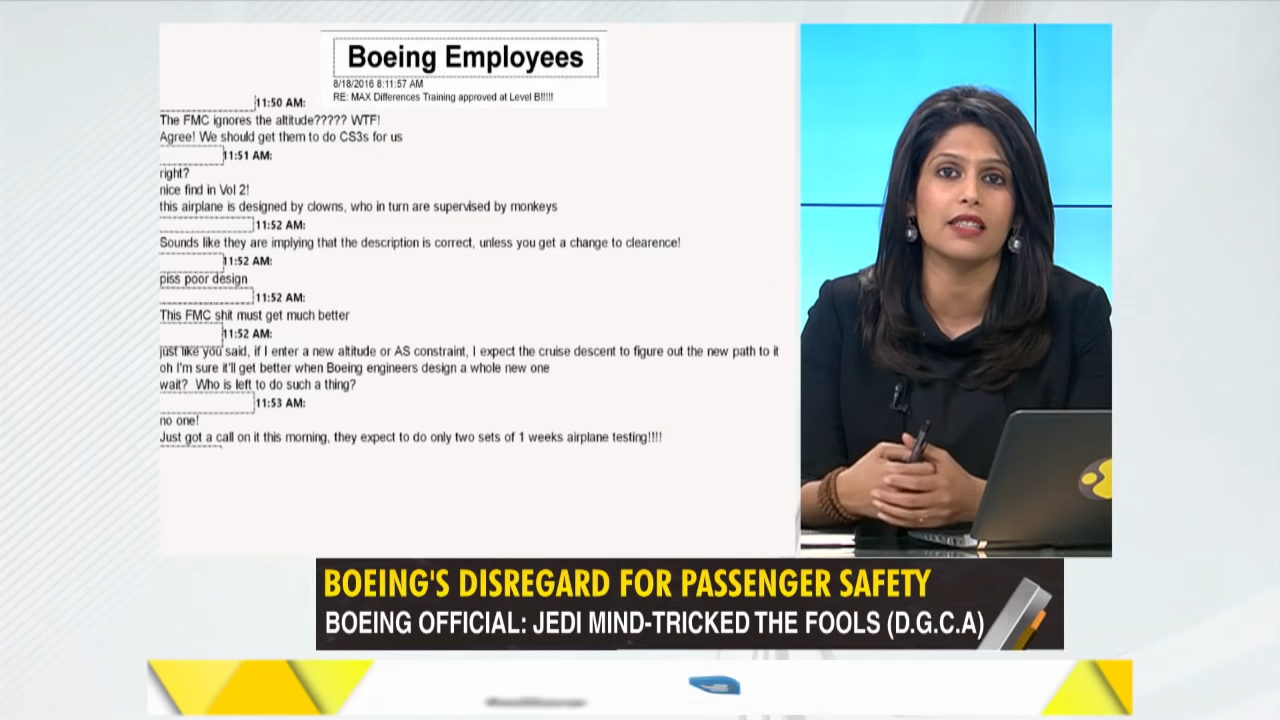 Boeing Employees
8/18/2016 8:11:57 AM
RE: MAX Differences Training approved at Level B!!!!!
11:50 AM:
The FMC ignores the altitude????? WTF!
Agree! We should get them to do CS3s for us
11:51 AM:
right?
nice find in Vol 2!
this airplane is designed by clowns, who in turn are supervised by monkeys
11:52 AM:
Sounds like they are implying that the description is correct, unless you get a change to clearence!
11:52 AM:
piss poor design
11:52 AM:
This FMC shit must get much better
11:52 AM:
just like you said, if I enter a new altitude or AS constraint, I expect the cruise descent to figure out the new path to it
oh I'm sure it'll get better when Boeing engineers design a whole new one
wait? Who is left to do such a thing?
11:53 AM:
no one!
Just got a call on it this morning, they expect to do only two sets of 1 weeks airplane testing!!!!
BOEING'S DISREGARD FOR PASSENGER SAFETY
BOEING OFFICIAL: JEDI MIND-TRICKED THE FOOLS (D.G.C.A)